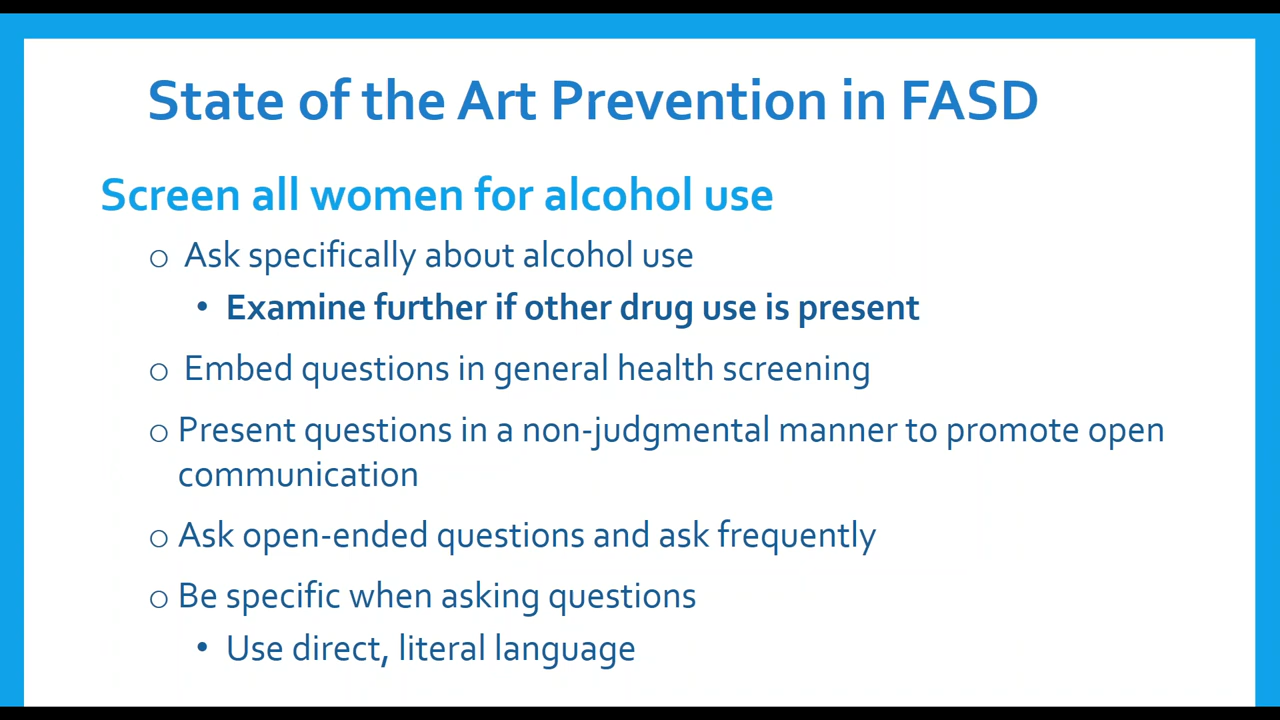 State of the Art Prevention in FASD
Screen all women for alcohol use
o Ask specifically about alcohol use
• Examine further if other drug use is present
o Embed questions in general health screening
o Present questions in a non-judgmental manner to promote open
communication
o Ask open-ended questions and ask frequently
o Be specific when asking questions
• Use direct, literal language